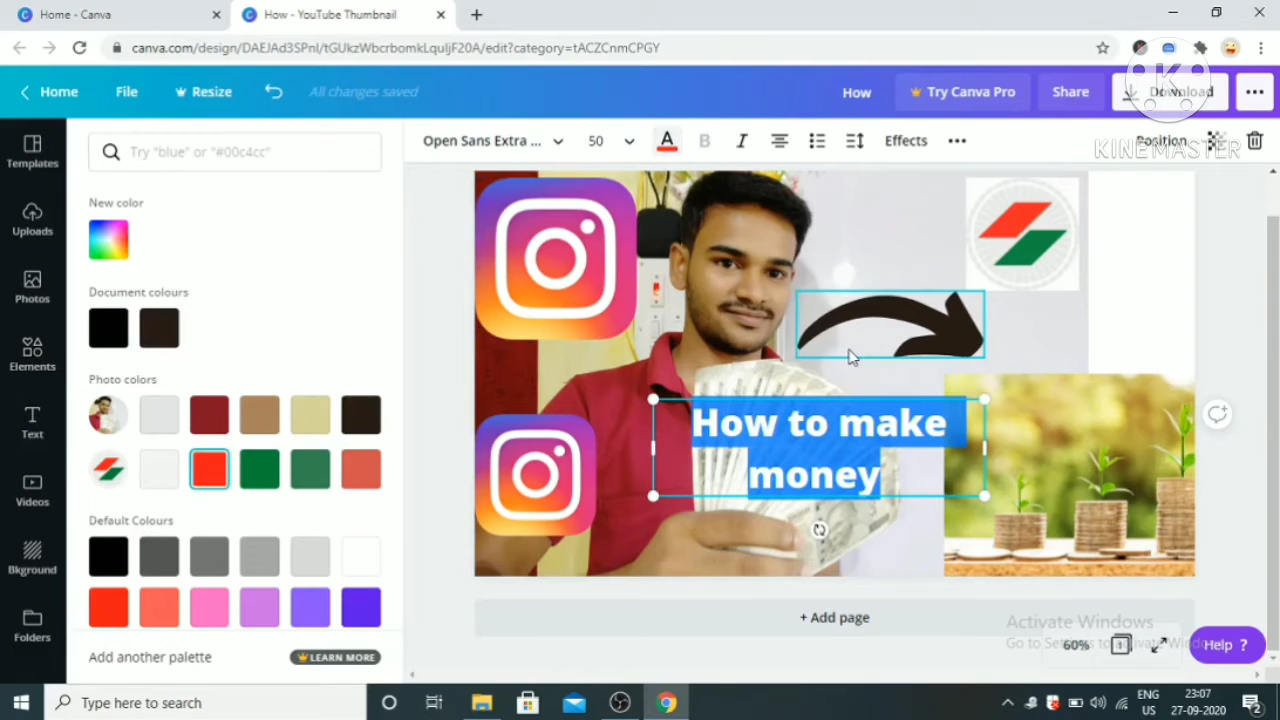 Home - Canva
How - YouTube Thumbnail
canva.com/design/DAEJAd3SPnI/tGUkzWbcrbomkLquIjF20A/edit?category=tACZCnmCPGY
Home
File
Resize
All changes saved
How
Try Canva Pro
Share
Download
Open Sans Extra ...
50
A
B
I
Effects
Position
K
KINEMASTER
Templates
Uploads
Photos
Elements
Text
Videos
Bkground
Folders
Try "blue" or "#00c4cc"
New color
Document colours
Photo colors
Default Colours
Add another palette
LEARN MORE
How to make
money
+ Add page
Activate Windows
60%
1
Help ?
Type here to search
ENG
US
23:07
27-09-2020
2